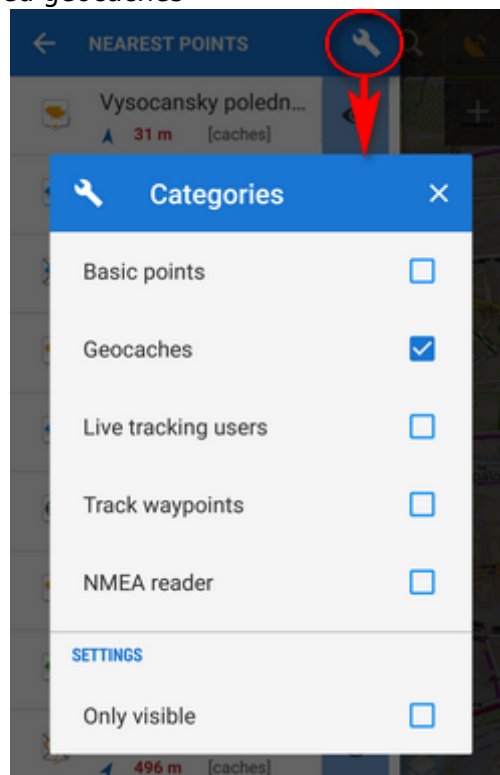 geocaches
NEAREST POINTS
Vysocansky poledn...
31 m [caches]
Categories
Basic points
Geocaches
Live tracking users
Track waypoints
NMEA reader
SETTINGS
Only visible
496 m [caches]